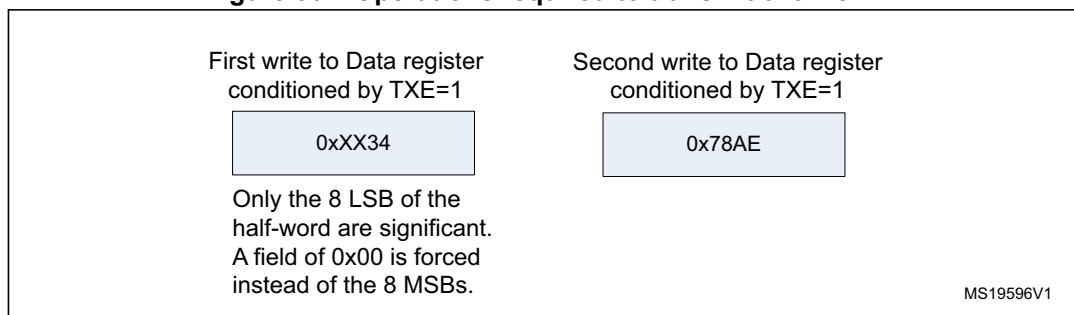 First write to Data register
conditioned by TXE=1
0xXX34
Only the 8 LSB of the
half-word are significant.
A field of 0x00 is forced
instead of the 8 MSBs.
Second write to Data register
conditioned by TXE=1
0x78AE
MS19596V1